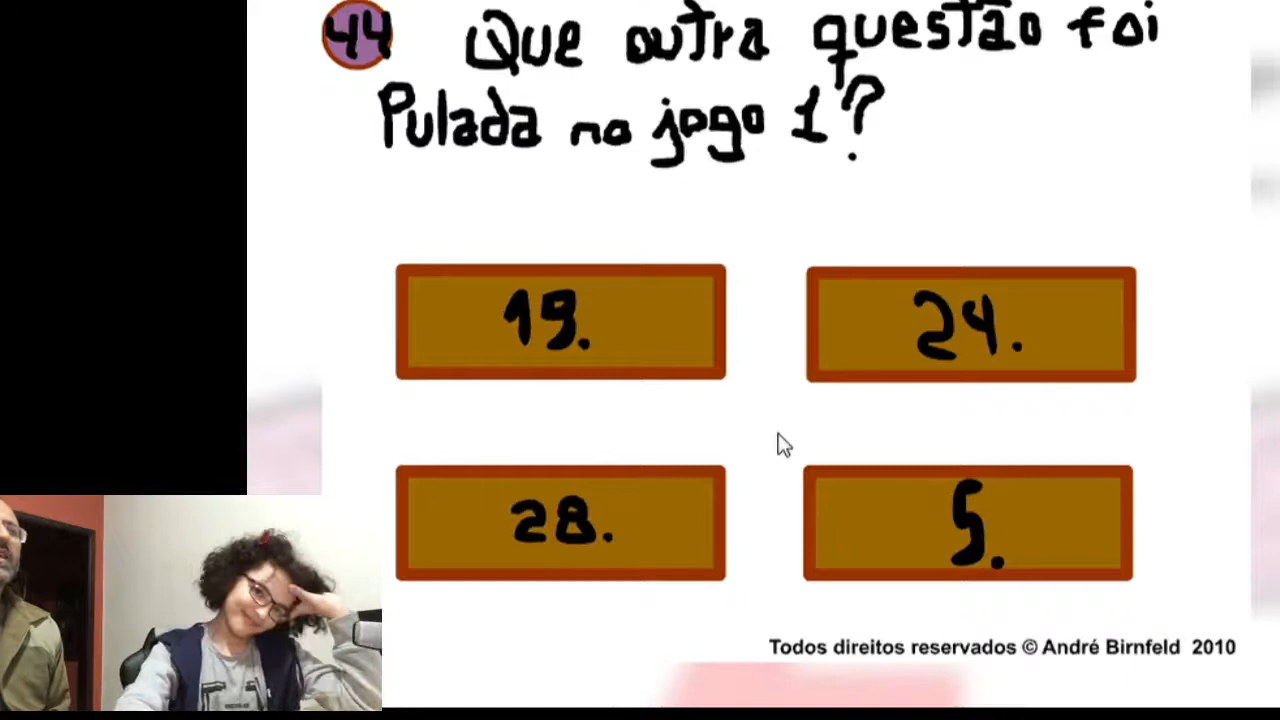 44 Que outra questão foi
Pulada no jogo 1?
19. 24.
28. 5.
Todos direitos reservados © André Birnfeld 2010